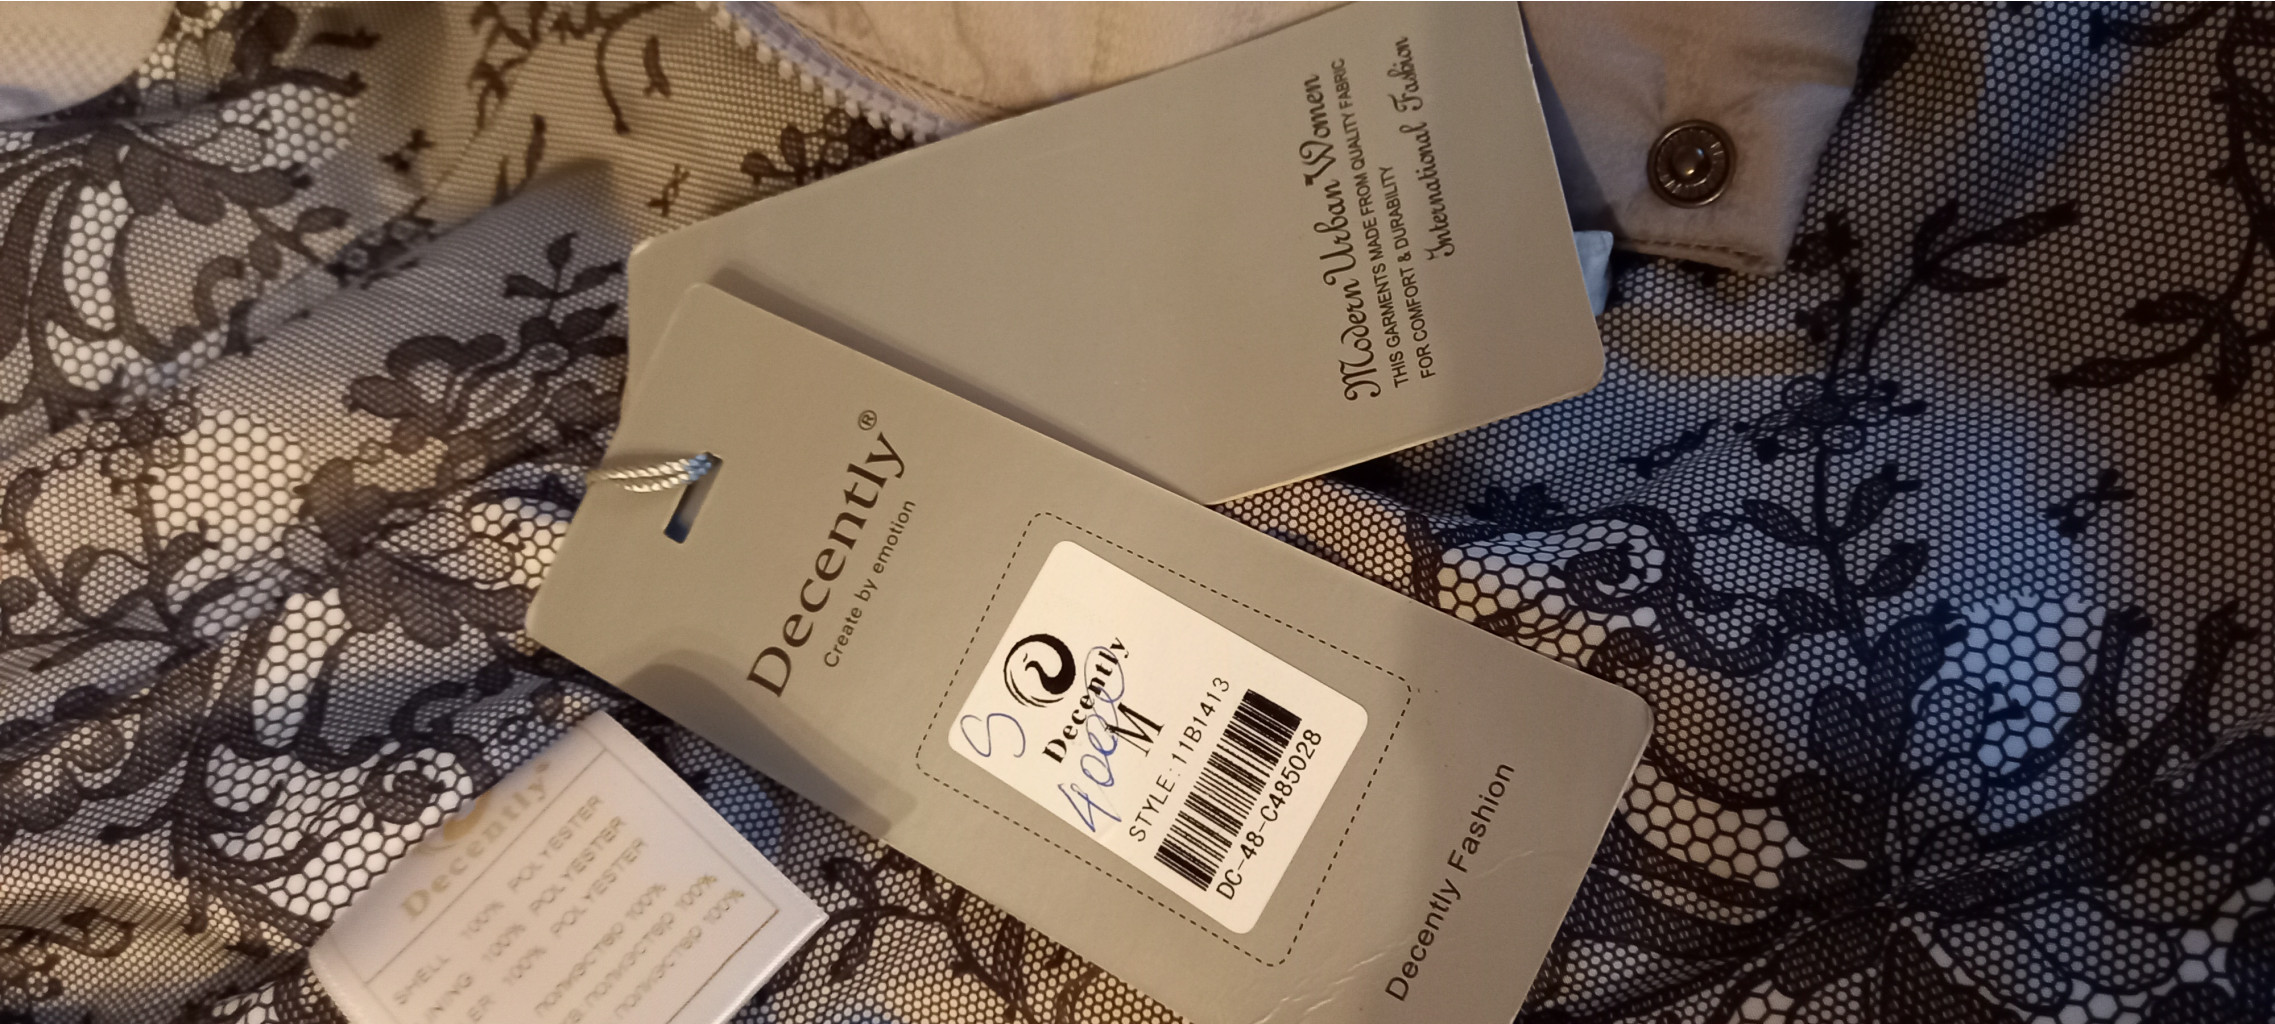 Modern Urban Women
THIS GARMENTS MADE FROM QUALITY FABRIC
FOR COMFORT & DURABILITY
International Fashion
Decently®
Create by emotion
S
Decently
M
STYLE:11B1413
DC-48-C485028
Decently Fashion
Decently
SHELL 100% POLYESTER
100% POLYESTER
100% POLYESTER
полиэстер 100%
полиэстер 100%
полиэстер 100%